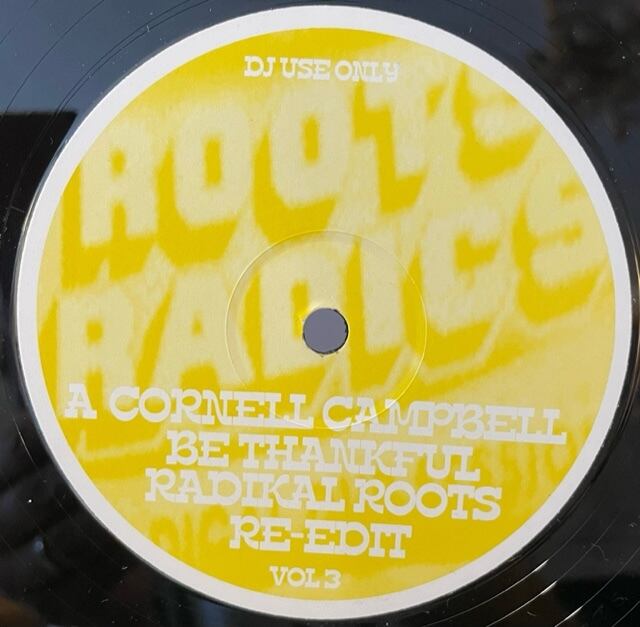 DJ USE ONLY
ROOTS
RADICS
A CORNELL CAMPBELL
BE THANKFUL
RADIKAL ROOTS
RE-EDIT
VOL 3